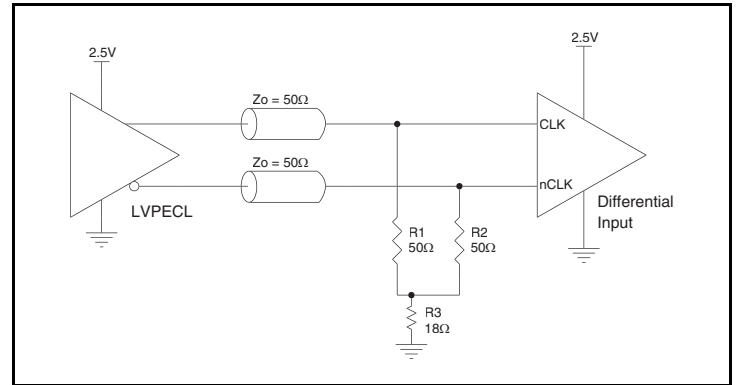 2.5V
2.5V
Zo = 50Ω
CLK
Zo = 50Ω
nCLK
LVPECL
Differential
Input
R1
50Ω
R2
50Ω
R3
18Ω